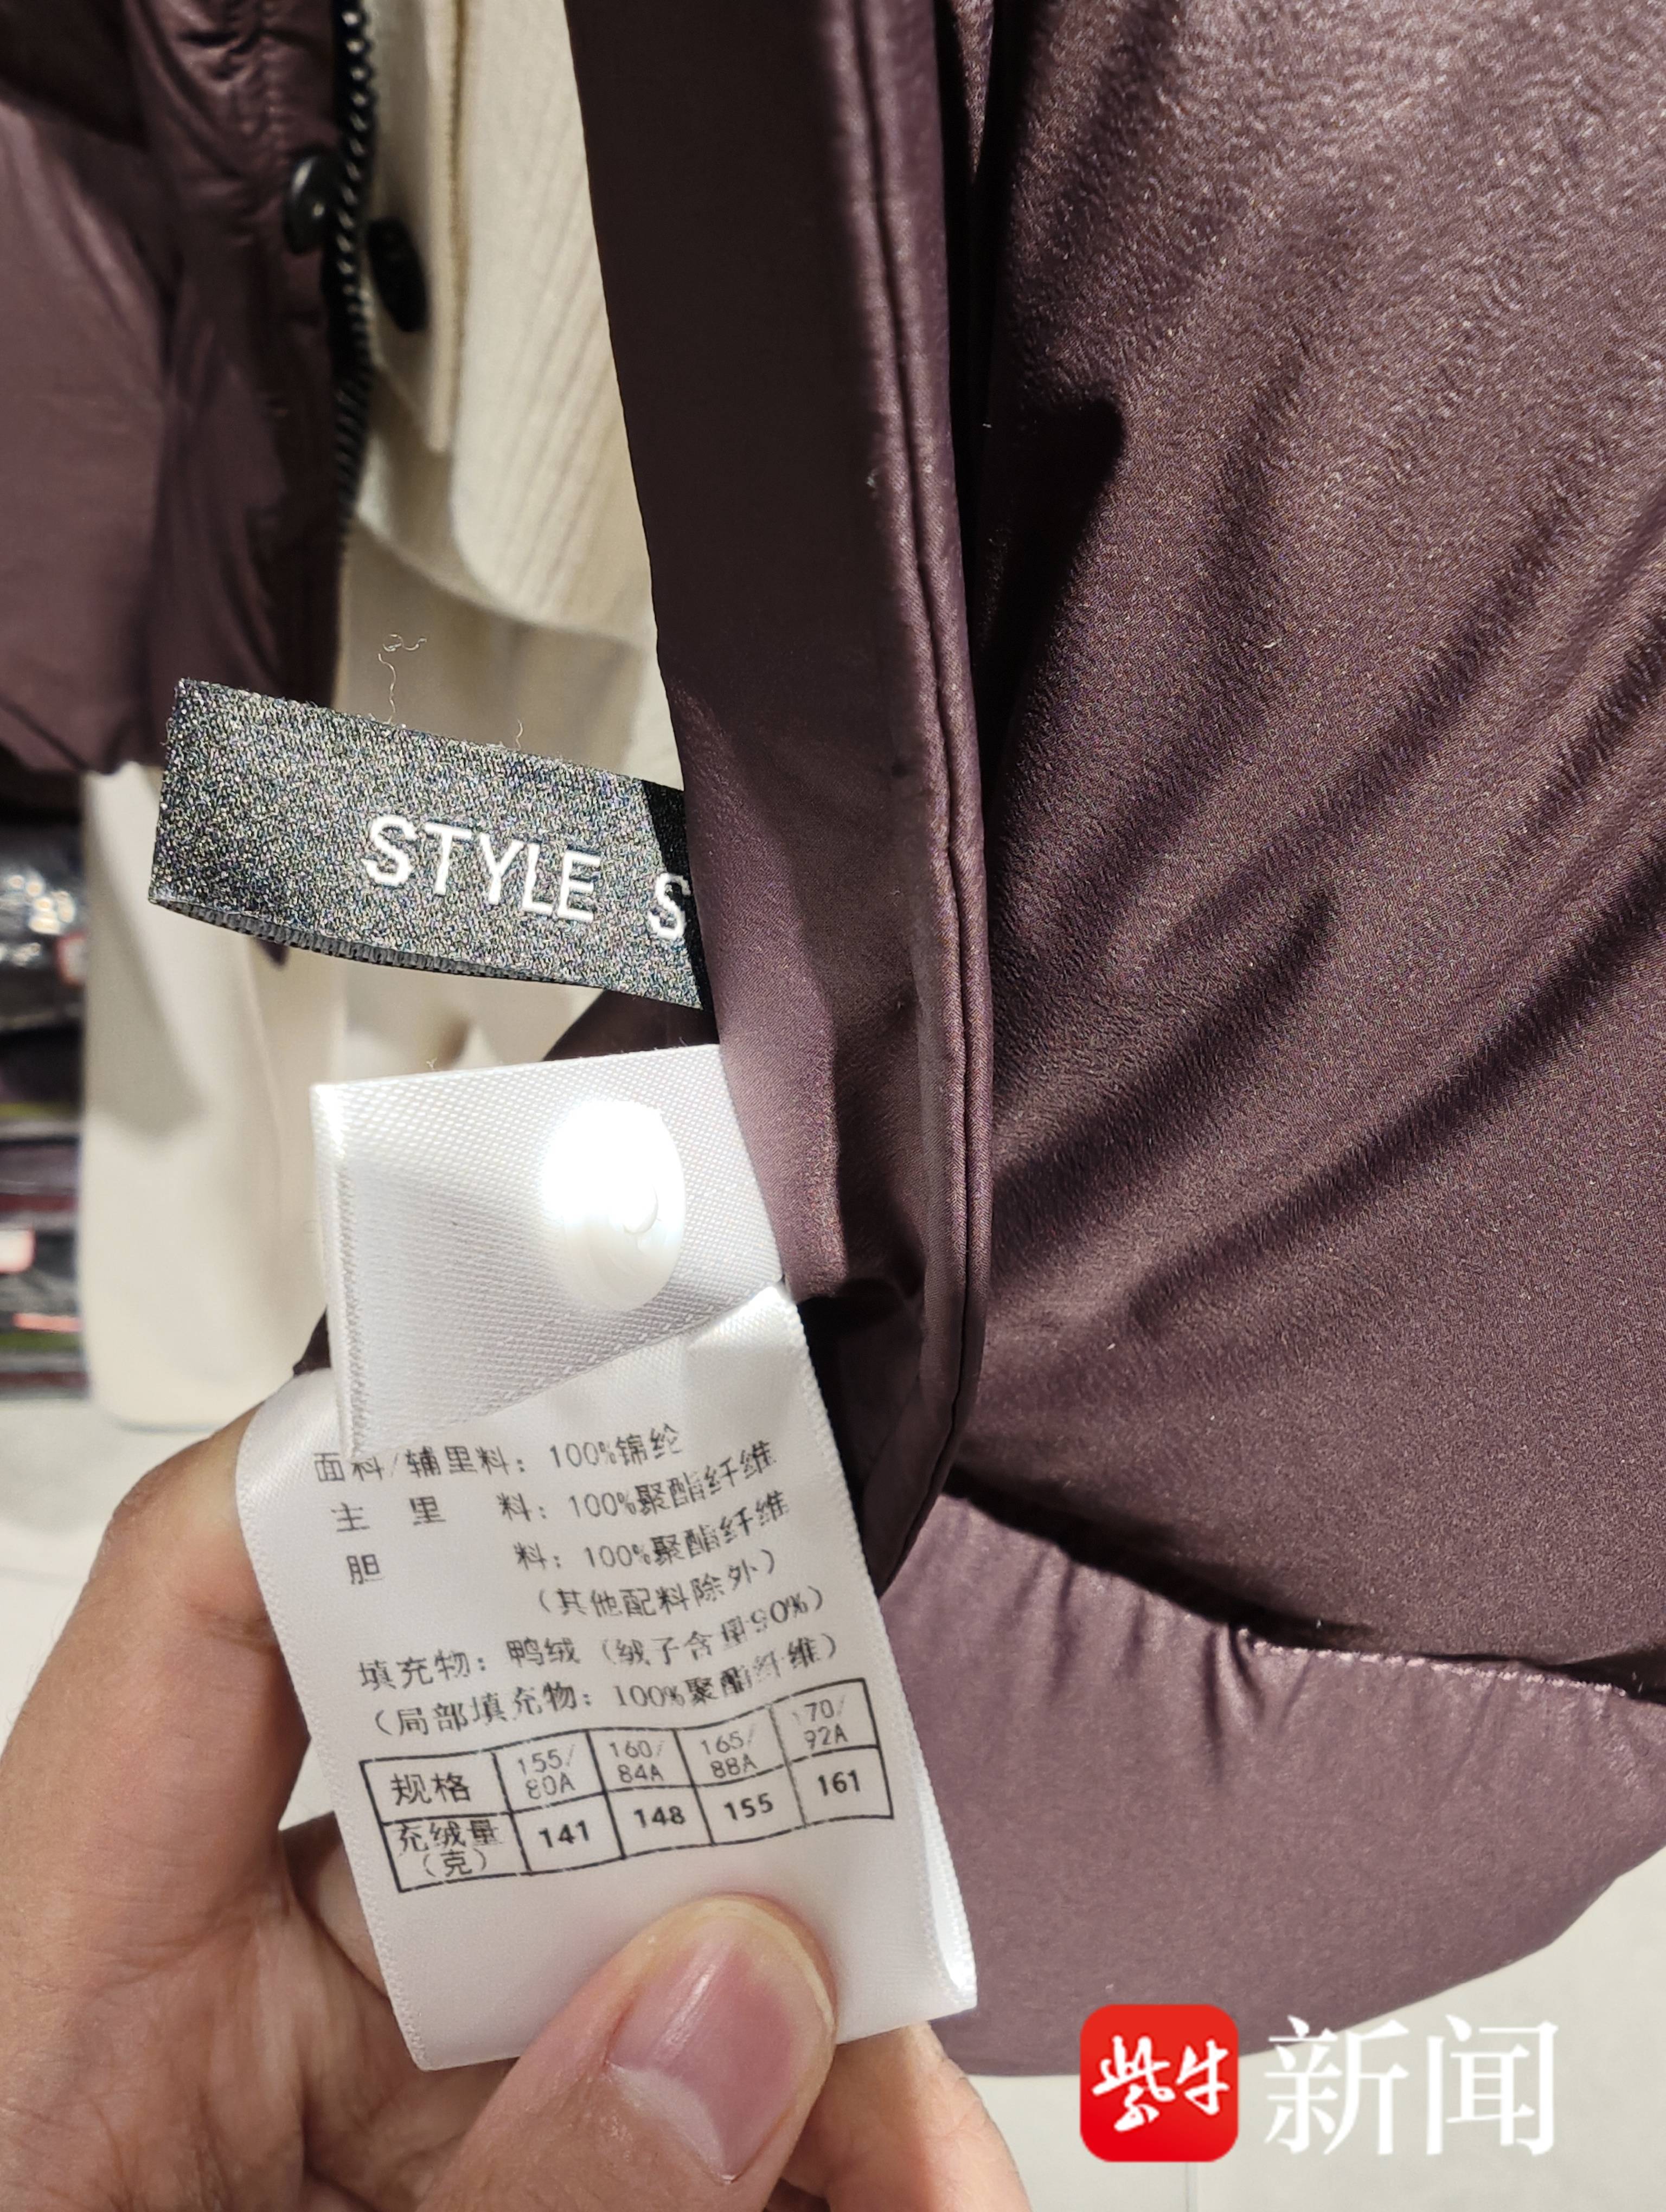 STYLE S
面料/辅里料：100%锦纶
主里料：100%聚酯纤维
胆料：100%聚酯纤维
（其他配料除外）
填充物：鸭绒（绒子含量90%）
（局部填充物：100%聚酯纤维）
规格 155/80A 160/84A 165/88A 170/92A
充绒量（克） 141 148 155 161
紫牛新闻